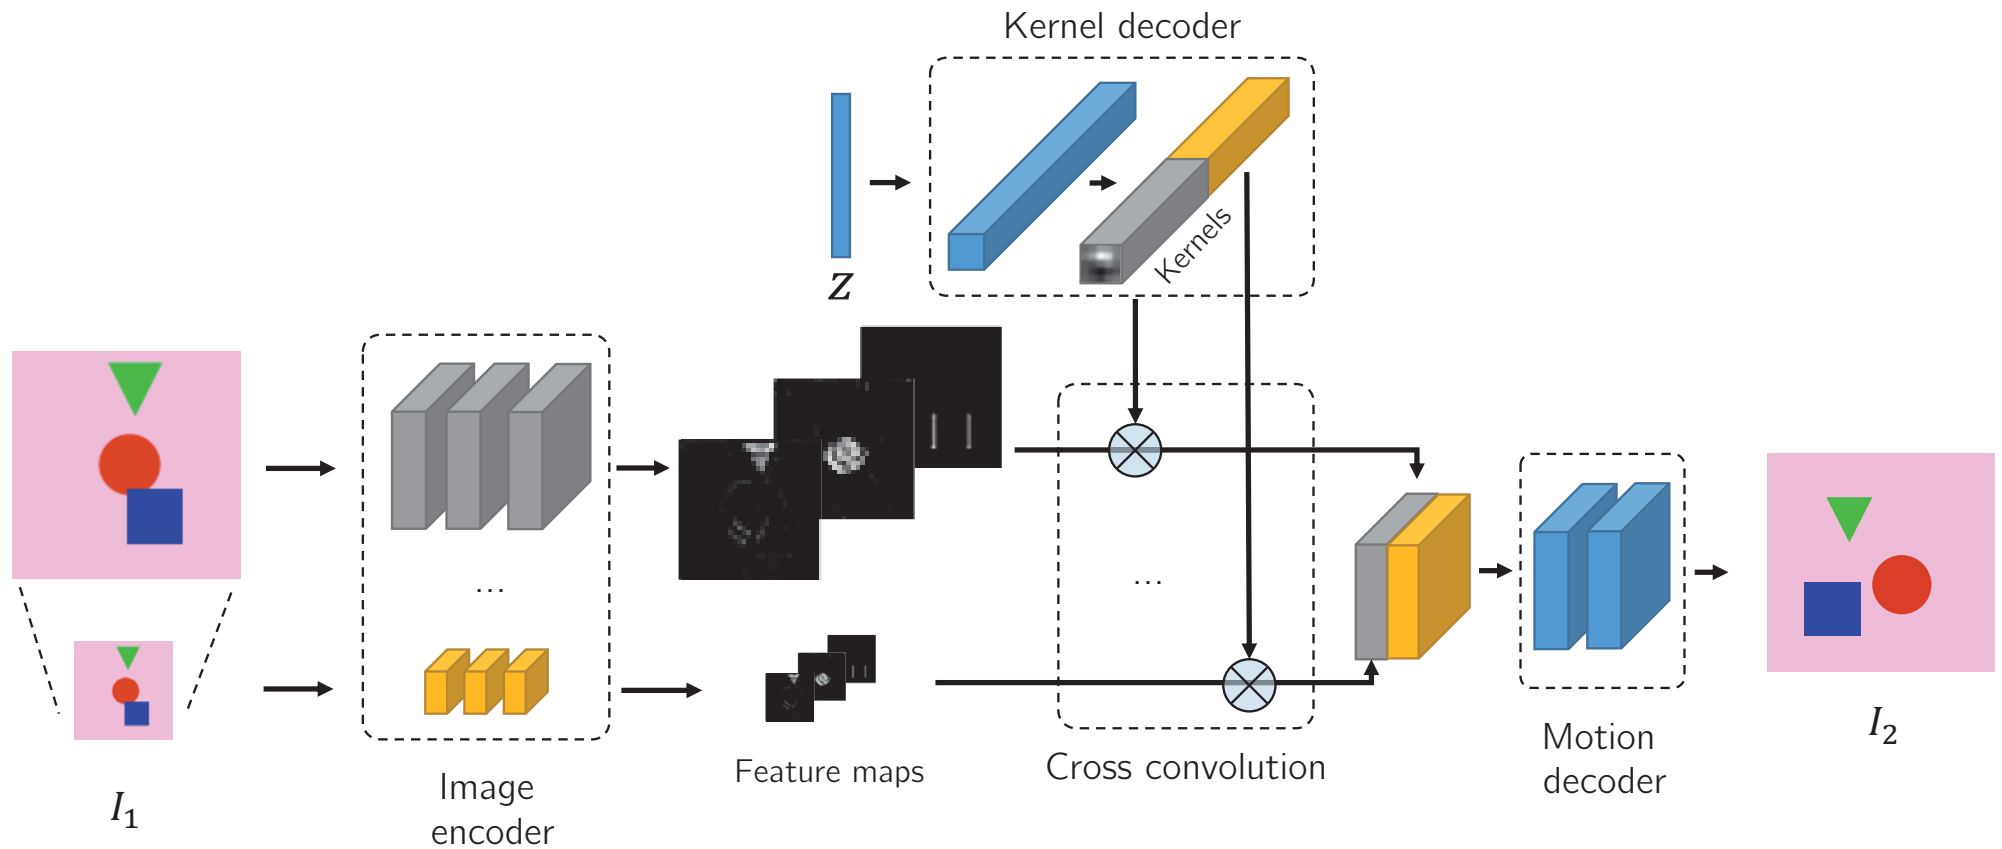 Kernel decoder
z
Kernels
...
...
Feature maps
Cross convolution
Motion
decoder
I₂
Image
encoder
I₁